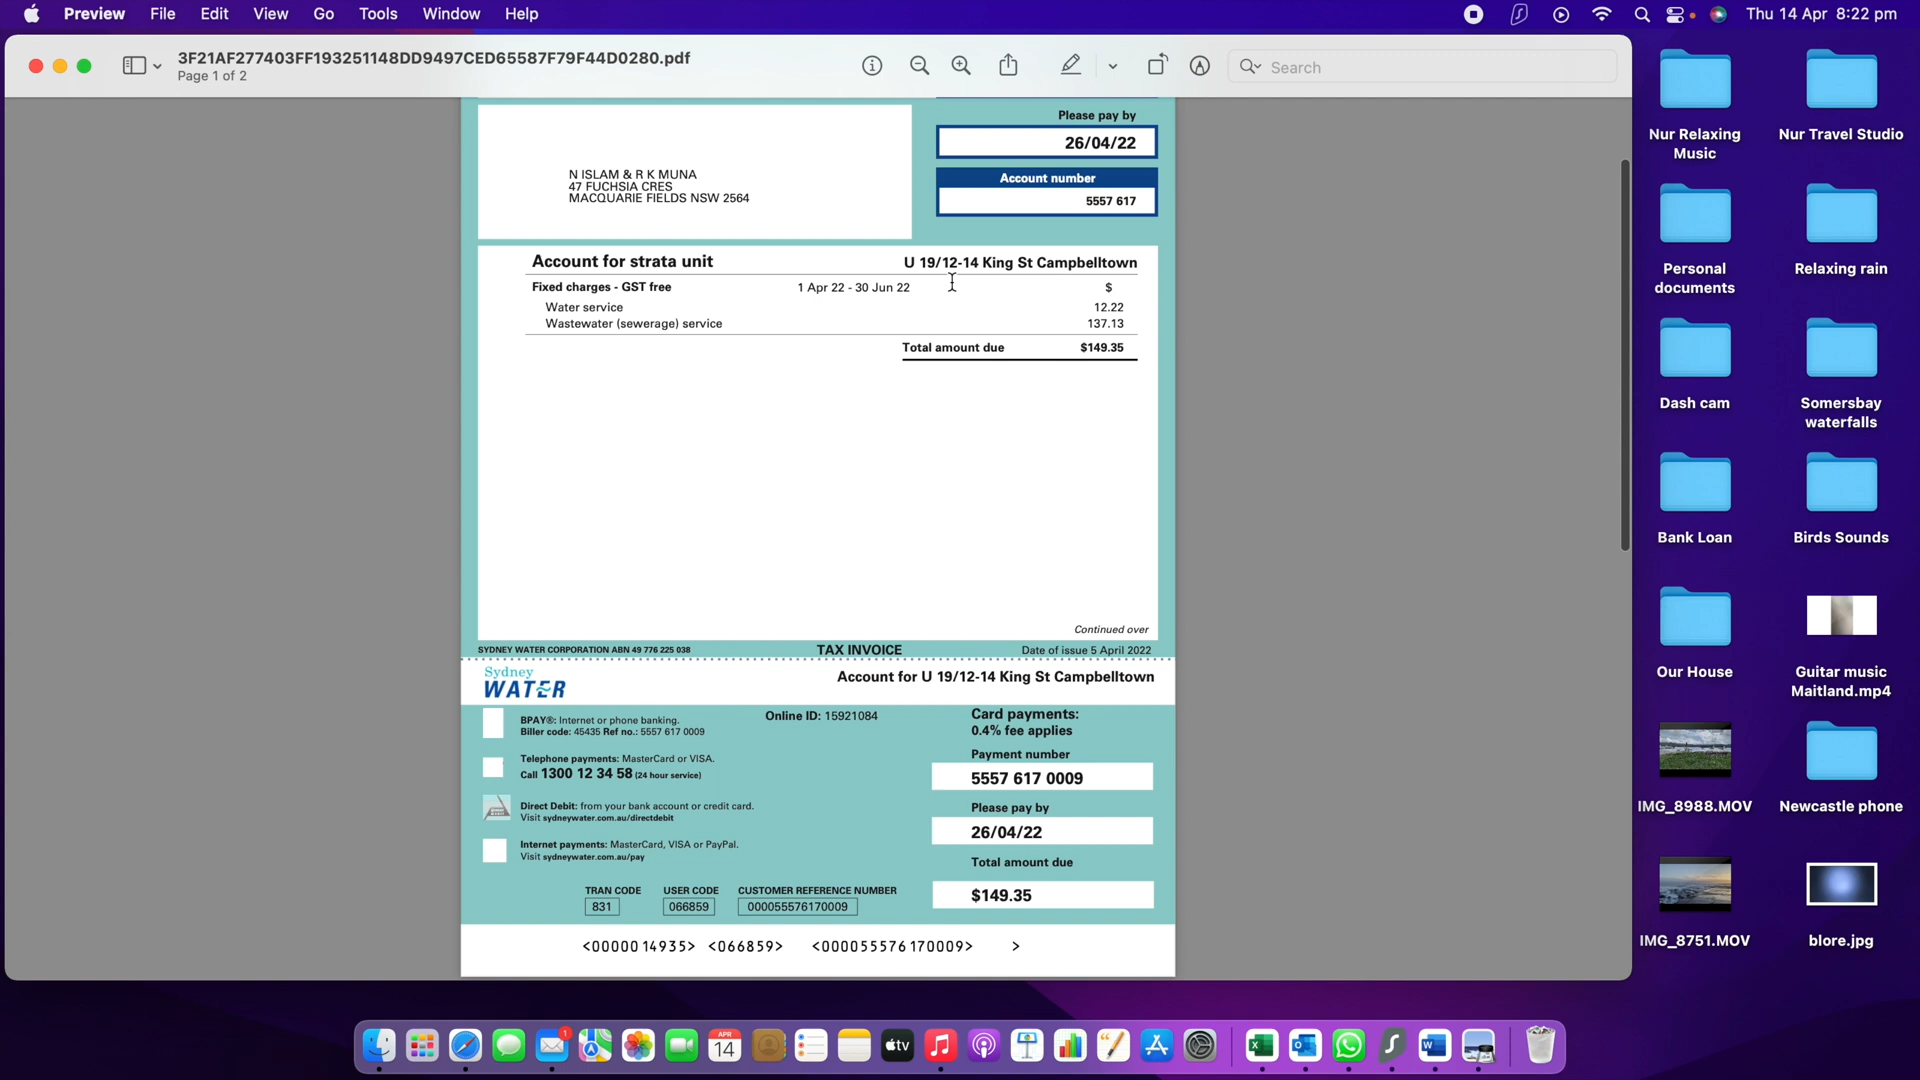 Preview File Edit View Go Tools Window Help
Thu 14 Apr 8:22 pm
3F21AF277403FF193251148DD9497CED65587F79F44D0280.pdf
Page 1 of 2
Search
Please pay by
26/04/22
Account number
5557 617
N ISLAM & R K MUNA
47 FUCHSIA CRES
MACQUARIE FIELDS NSW 2564
Account for strata unit U 19/12-14 King St Campbelltown
Fixed charges - GST free 1 Apr 22 - 30 Jun 22 $
Water service 12.22
Wastewater (sewerage) service 137.13
Total amount due $149.35
Continued over
SYDNEY WATER CORPORATION ABN 49 776 225 038 TAX INVOICE Date of issue 5 April 2022
Sydney
WATER
Account for U 19/12-14 King St Campbelltown
BPAY®: Internet or phone banking.
Biller code: 45435 Ref no.: 5557 617 0009
Online ID: 15921084
Telephone payments: MasterCard or VISA.
Call 1300 12 34 58 (24 hour service)
Direct Debit: from your bank account or credit card.
Visit sydneywater.com.au/directdebit
Internet payments: MasterCard, VISA or PayPal.
Visit sydneywater.com.au/pay
Card payments:
0.4% fee applies
Payment number
5557 617 0009
Please pay by
26/04/22
Total amount due
$149.35
TRAN CODE USER CODE CUSTOMER REFERENCE NUMBER
831 066859 000055576170009
<0000014935> <066859> <000055576170009> >
Nur Relaxing
Music
Nur Travel Studio
Personal
documents
Relaxing rain
Dash cam
Somersbay
waterfalls
Bank Loan
Birds Sounds
Our House
Guitar music
Maitland.mp4
IMG_8988.MOV
Newcastle phone
IMG_8751.MOV
blore.jpg
1
APR
14
tv